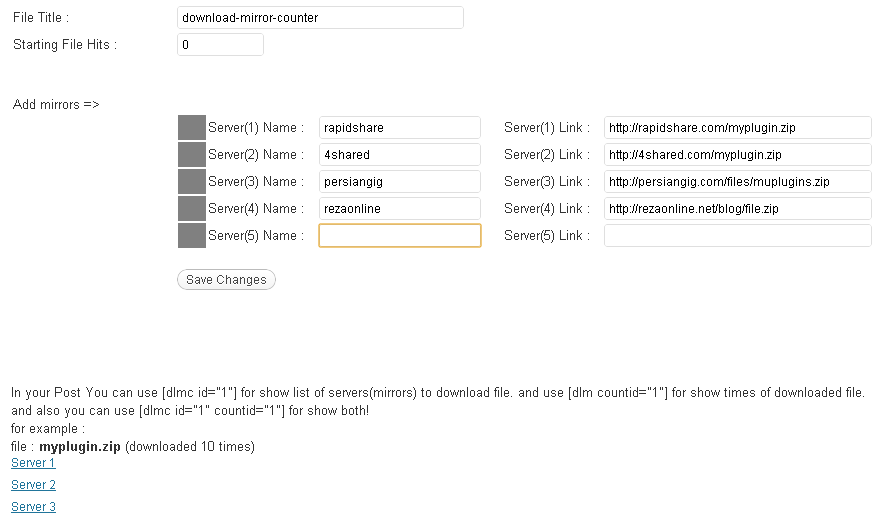 File Title : download-mirror-counter
Starting File Hits : 0
Add mirrors =>
Server(1) Name : rapidshare Server(1) Link : http://rapidshare.com/myplugin.zip
Server(2) Name : 4shared Server(2) Link : http://4shared.com/myplugin.zip
Server(3) Name : persiangig Server(3) Link : http://persiangig.com/files/muplugins.zip
Server(4) Name : rezaonline Server(4) Link : http://rezaonline.net/blog/file.zip
Server(5) Name : Server(5) Link :
Save Changes
In your Post You can use [dlmc id="1"] for show list of servers(mirrors) to download file. and use [dlm countid="1"] for show times of downloaded file.
and also you can use [dlmc id="1" countid="1"] for show both!
for example :
file : myplugin.zip (downloaded 10 times)
Server 1
Server 2
Server 3